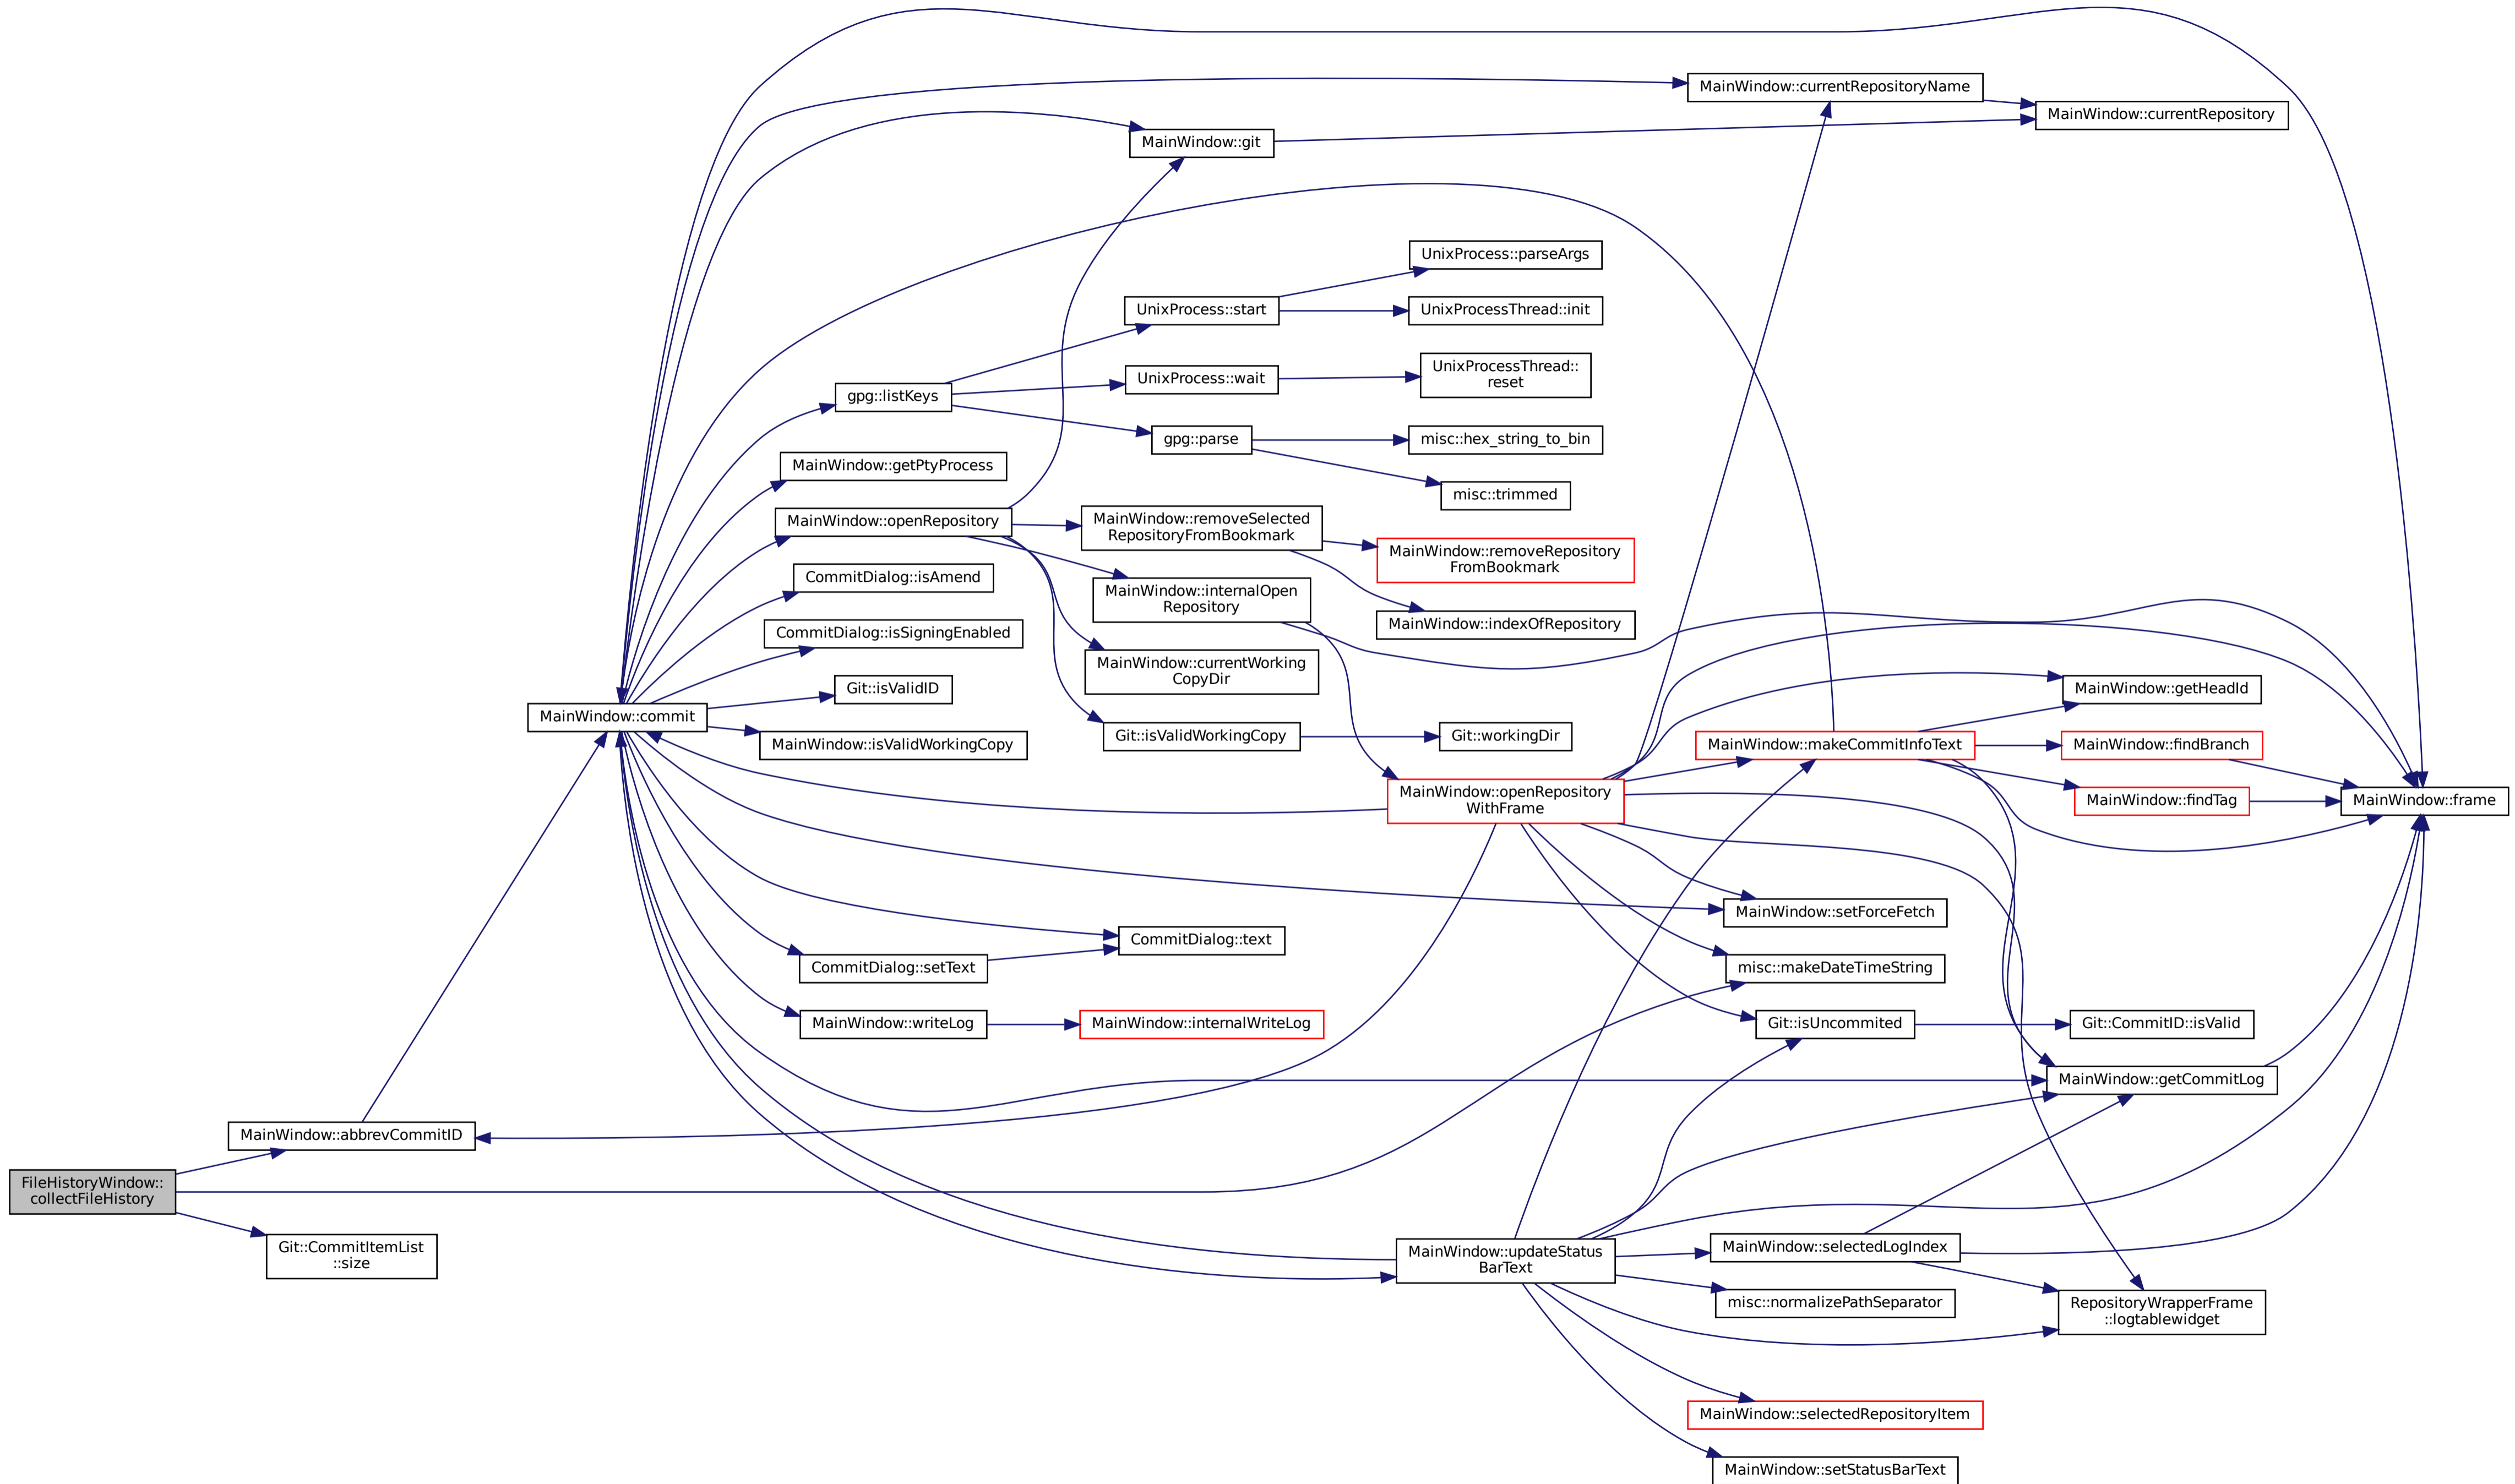 MainWindow::currentRepositoryName
MainWindow::currentRepository
MainWindow::git
UnixProcess::parseArgs
UnixProcess::start
UnixProcessThread::init
UnixProcess::wait
UnixProcessThread::
reset
gpg::listKeys
gpg::parse
misc::hex_string_to_bin
misc::trimmed
MainWindow::getPtyProcess
MainWindow::openRepository
MainWindow::removeSelected
RepositoryFromBookmark
MainWindow::removeRepository
FromBookmark
CommitDialog::isAmend
MainWindow::internalOpen
Repository
MainWindow::indexOfRepository
CommitDialog::isSigningEnabled
MainWindow::currentWorking
CopyDir
Git::isValidID
MainWindow::getHeadId
MainWindow::commit
MainWindow::isValidWorkingCopy
Git::isValidWorkingCopy
Git::workingDir
MainWindow::makeCommitInfoText
MainWindow::findBranch
MainWindow::openRepository
WithFrame
MainWindow::findTag
MainWindow::frame
MainWindow::setForceFetch
CommitDialog::text
CommitDialog::setText
misc::makeDateTimeString
MainWindow::writeLog
MainWindow::internalWriteLog
Git::isUncommited
Git::CommitID::isValid
MainWindow::getCommitLog
MainWindow::abbrevCommitID
FileHistoryWindow::
collectFileHistory
Git::CommitItemList
::size
MainWindow::updateStatus
BarText
MainWindow::selectedLogIndex
misc::normalizePathSeparator
RepositoryWrapperFrame
::logtablewidget
MainWindow::selectedRepositoryItem
MainWindow::setStatusBarText